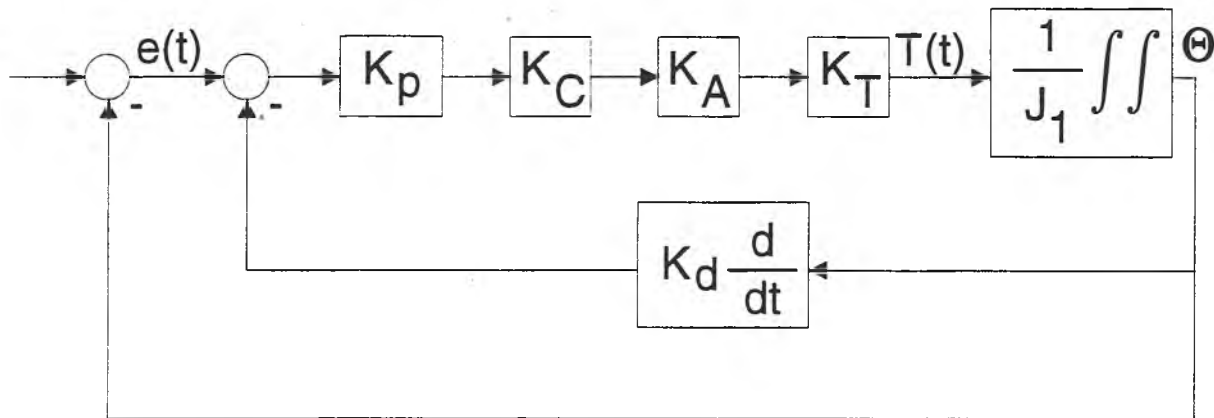 e(t)
-
-
K_p
K_C
K_A
K_T
T(t)
1
J_1
∫∫
Θ
K_d
d
dt